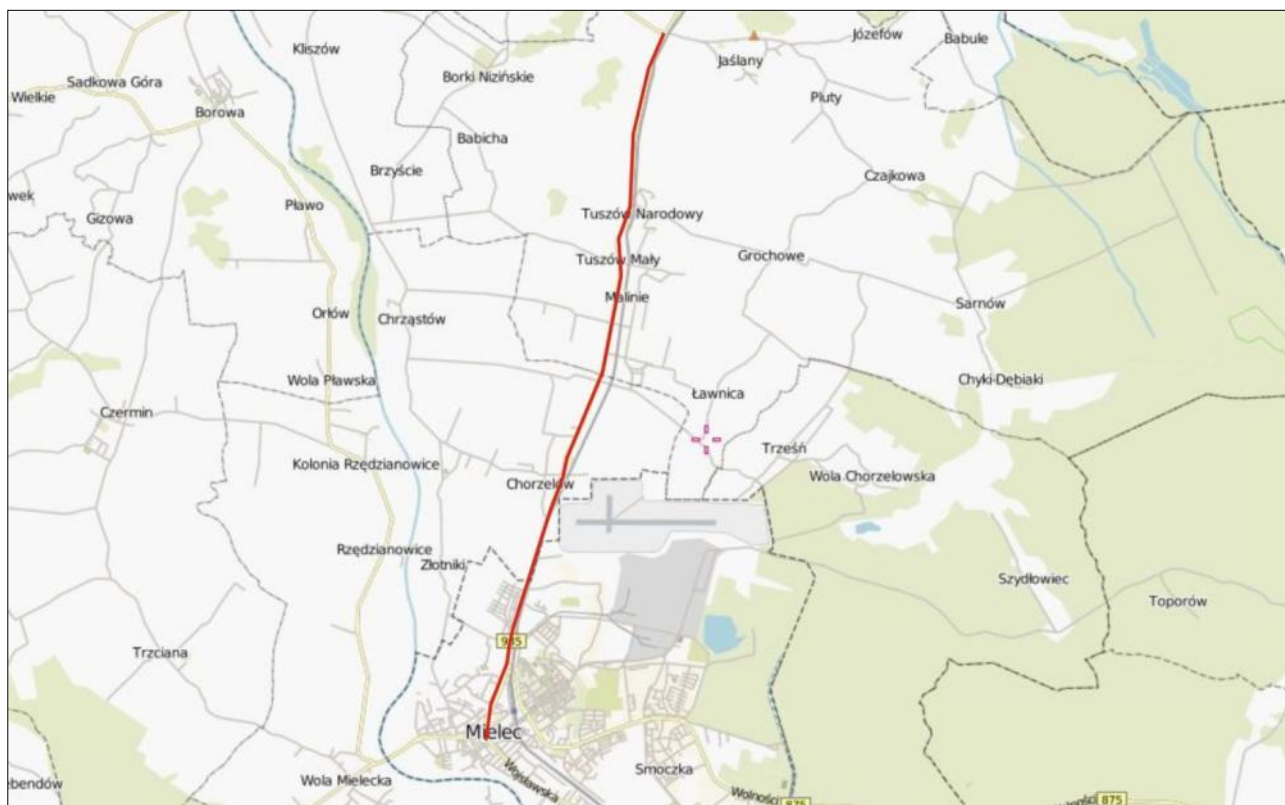 Kliszów
Józefów
Babule
Jaślany
Sadkowa Góra
Borki Nizińskie
Wielkie
Borowa
Pluty
Babicha
Brzyście
Czajkowa
wek
Gizowa
Pławo
Tuszów Narodowy
Grochowe
Tuszów Mały
Malinie
Sarnów
Orłów
Chrząstów
Wola Pławska
Chyki-Dębiaki
Ławnica
Czermin
Trześń
Kolonia Rzędzianowice
Wola Chorzelowska
Chorzelów
Rzędzianowice
Złotniki
Szydłowiec
Toporów
985
Trzciana
Mielec
Smoczka
Wojsławska
ebendów
Wola Mielecka
Wolności
875
875